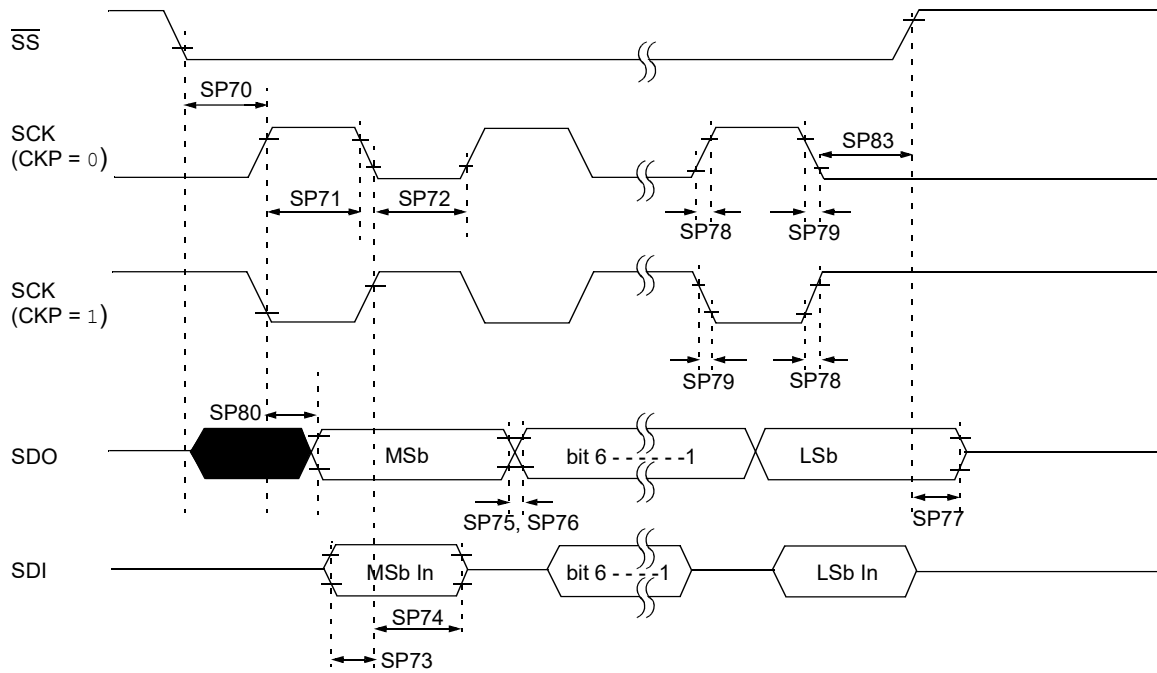 SS
SP70
SCK
(CKP = 0)
SP83
SP71
SP72
SP78
SP79
SCK
(CKP = 1)
SP79
SP78
SP80
SDO
MSb
bit 6 - - - - - -1
LSb
SP75, SP76
SP77
SDI
MSb In
bit 6 - - - -1
LSb In
SP74
SP73